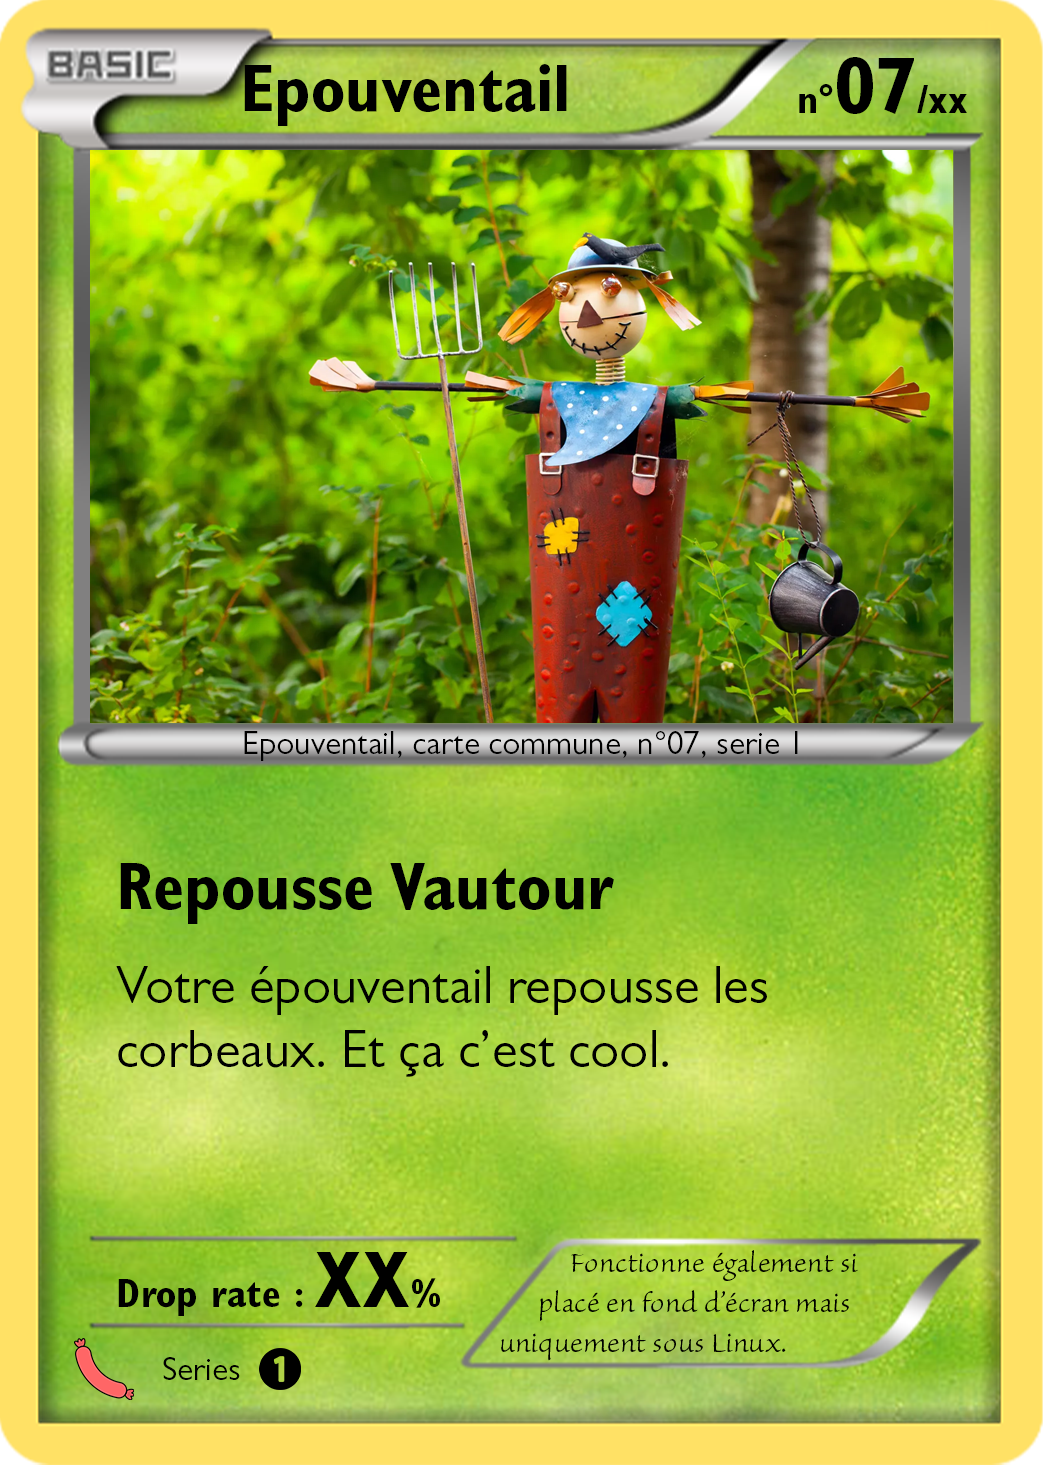 BASIC
Epouventail
n°07/xx
Epouventail, carte commune, n°07, serie 1
Repousse Vautour
Votre épouventail repousse les
corbeaux. Et ça c’est cool.
Drop rate : XX%
Fonctionne également si
placé en fond d’écran mais
uniquement sous Linux.
Series 1